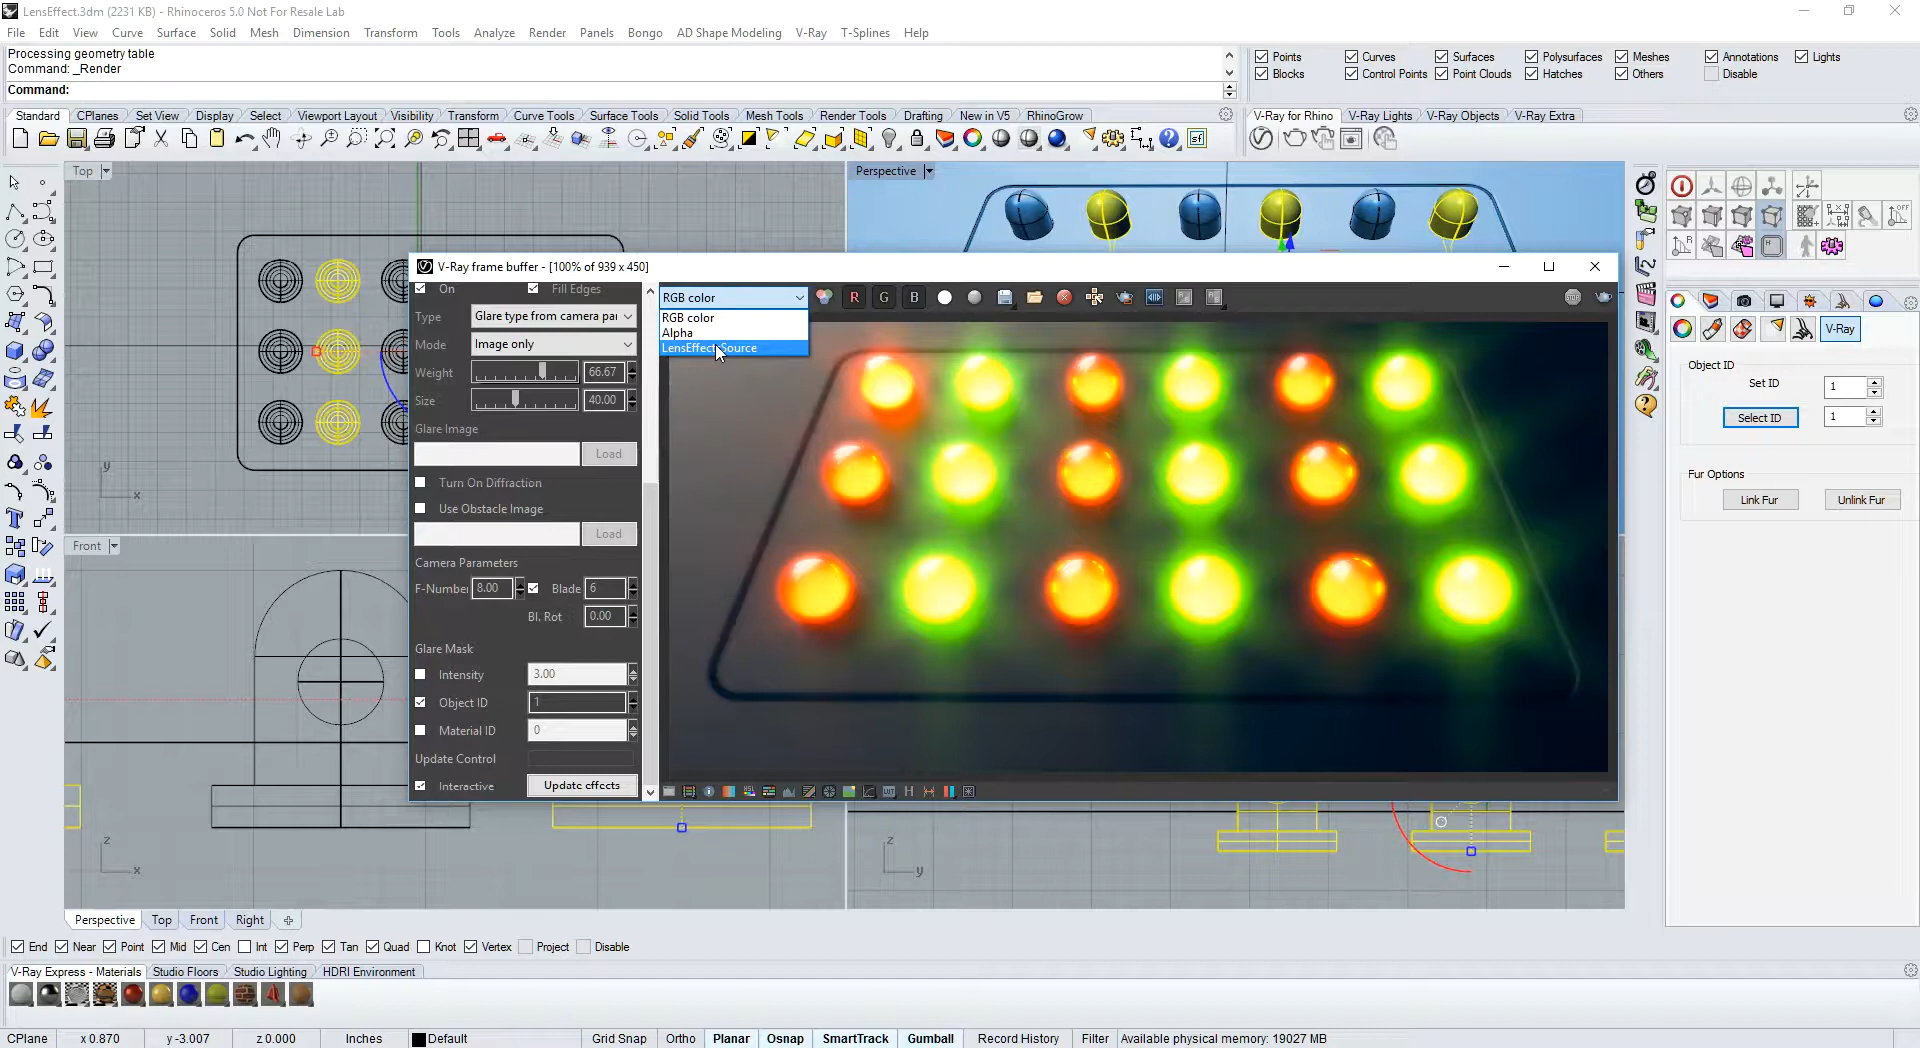 LensEffect.3dm (2231 KB) - Rhinoceros 5.0 Not For Resale Lab
File Edit View Curve Surface Solid Mesh Dimension Transform Tools Analyze Render Panels Bongo AD Shape Modeling V-Ray T-Splines Help
Processing geometry table
Command: _Render
Command:
Points Curves Surfaces Polysurfaces Meshes Annotations Lights
Blocks Control Points Point Clouds Hatches Others Disable
Standard CPlanes Set View Display Select Viewport Layout Visibility Transform Curve Tools Surface Tools Solid Tools Mesh Tools Render Tools Drafting New in V5 RhinoGrow
V-Ray for Rhino V-Ray Lights V-Ray Objects V-Ray Extra
Top
Perspective
V-Ray frame buffer - [100% of 939 x 450]
On Fill Edges
Type Glare type from camera par
Mode Image only
Weight 66.67
Size 40.00
Glare Image
Load
Turn On Diffraction
Use Obstacle Image
Load
Camera Parameters
F-Number 8.00 Blade 6
Bl. Rot 0.00
Glare Mask
Intensity 3.00
Object ID 1
Material ID 0
Update Control
Interactive Update effects
RGB color R G B
RGB color
Alpha
LensEffect Source
V-Ray
Object ID
Set ID 1
Select ID 1
Fur Options
Link Fur Unlink Fur
Front
y
x
z
x
z
y
Perspective Top Front Right
End Near Point Mid Cen Int Perp Tan Quad Knot Vertex Project Disable
V-Ray Express - Materials Studio Floors Studio Lighting HDRI Environment
CPlane x 0.870 y -3.007 z 0.000 Inches Default Grid Snap Ortho Planar Osnap SmartTrack Gumball Record History Filter Available physical memory: 19027 MB